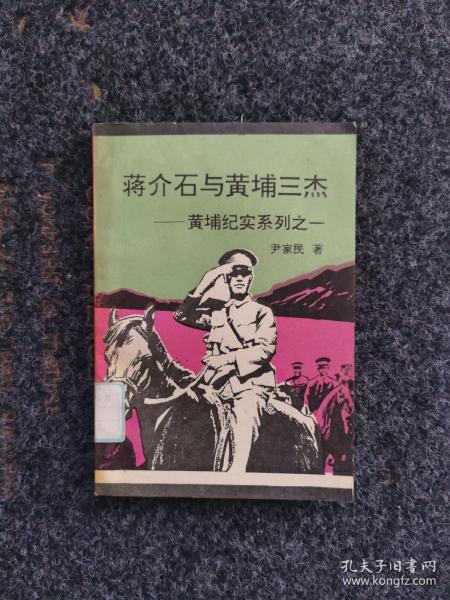 蒋介石与黄埔三杰
——黄埔纪实系列之一
尹家民 著
孔夫子旧书网
www.kongfz.com